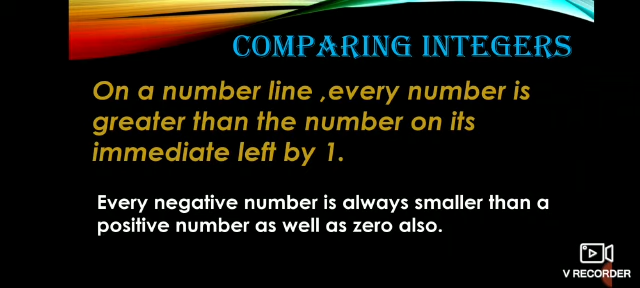 COMPARING INTEGERS
On a number line ,every number is
greater than the number on its
immediate left by 1.
Every negative number is always smaller than a
positive number as well as zero also.
V RECORDER